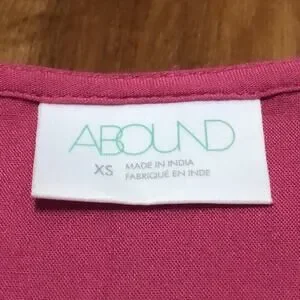 ABOUND
XS MADE IN INDIA
FABRIQUÉ EN INDE